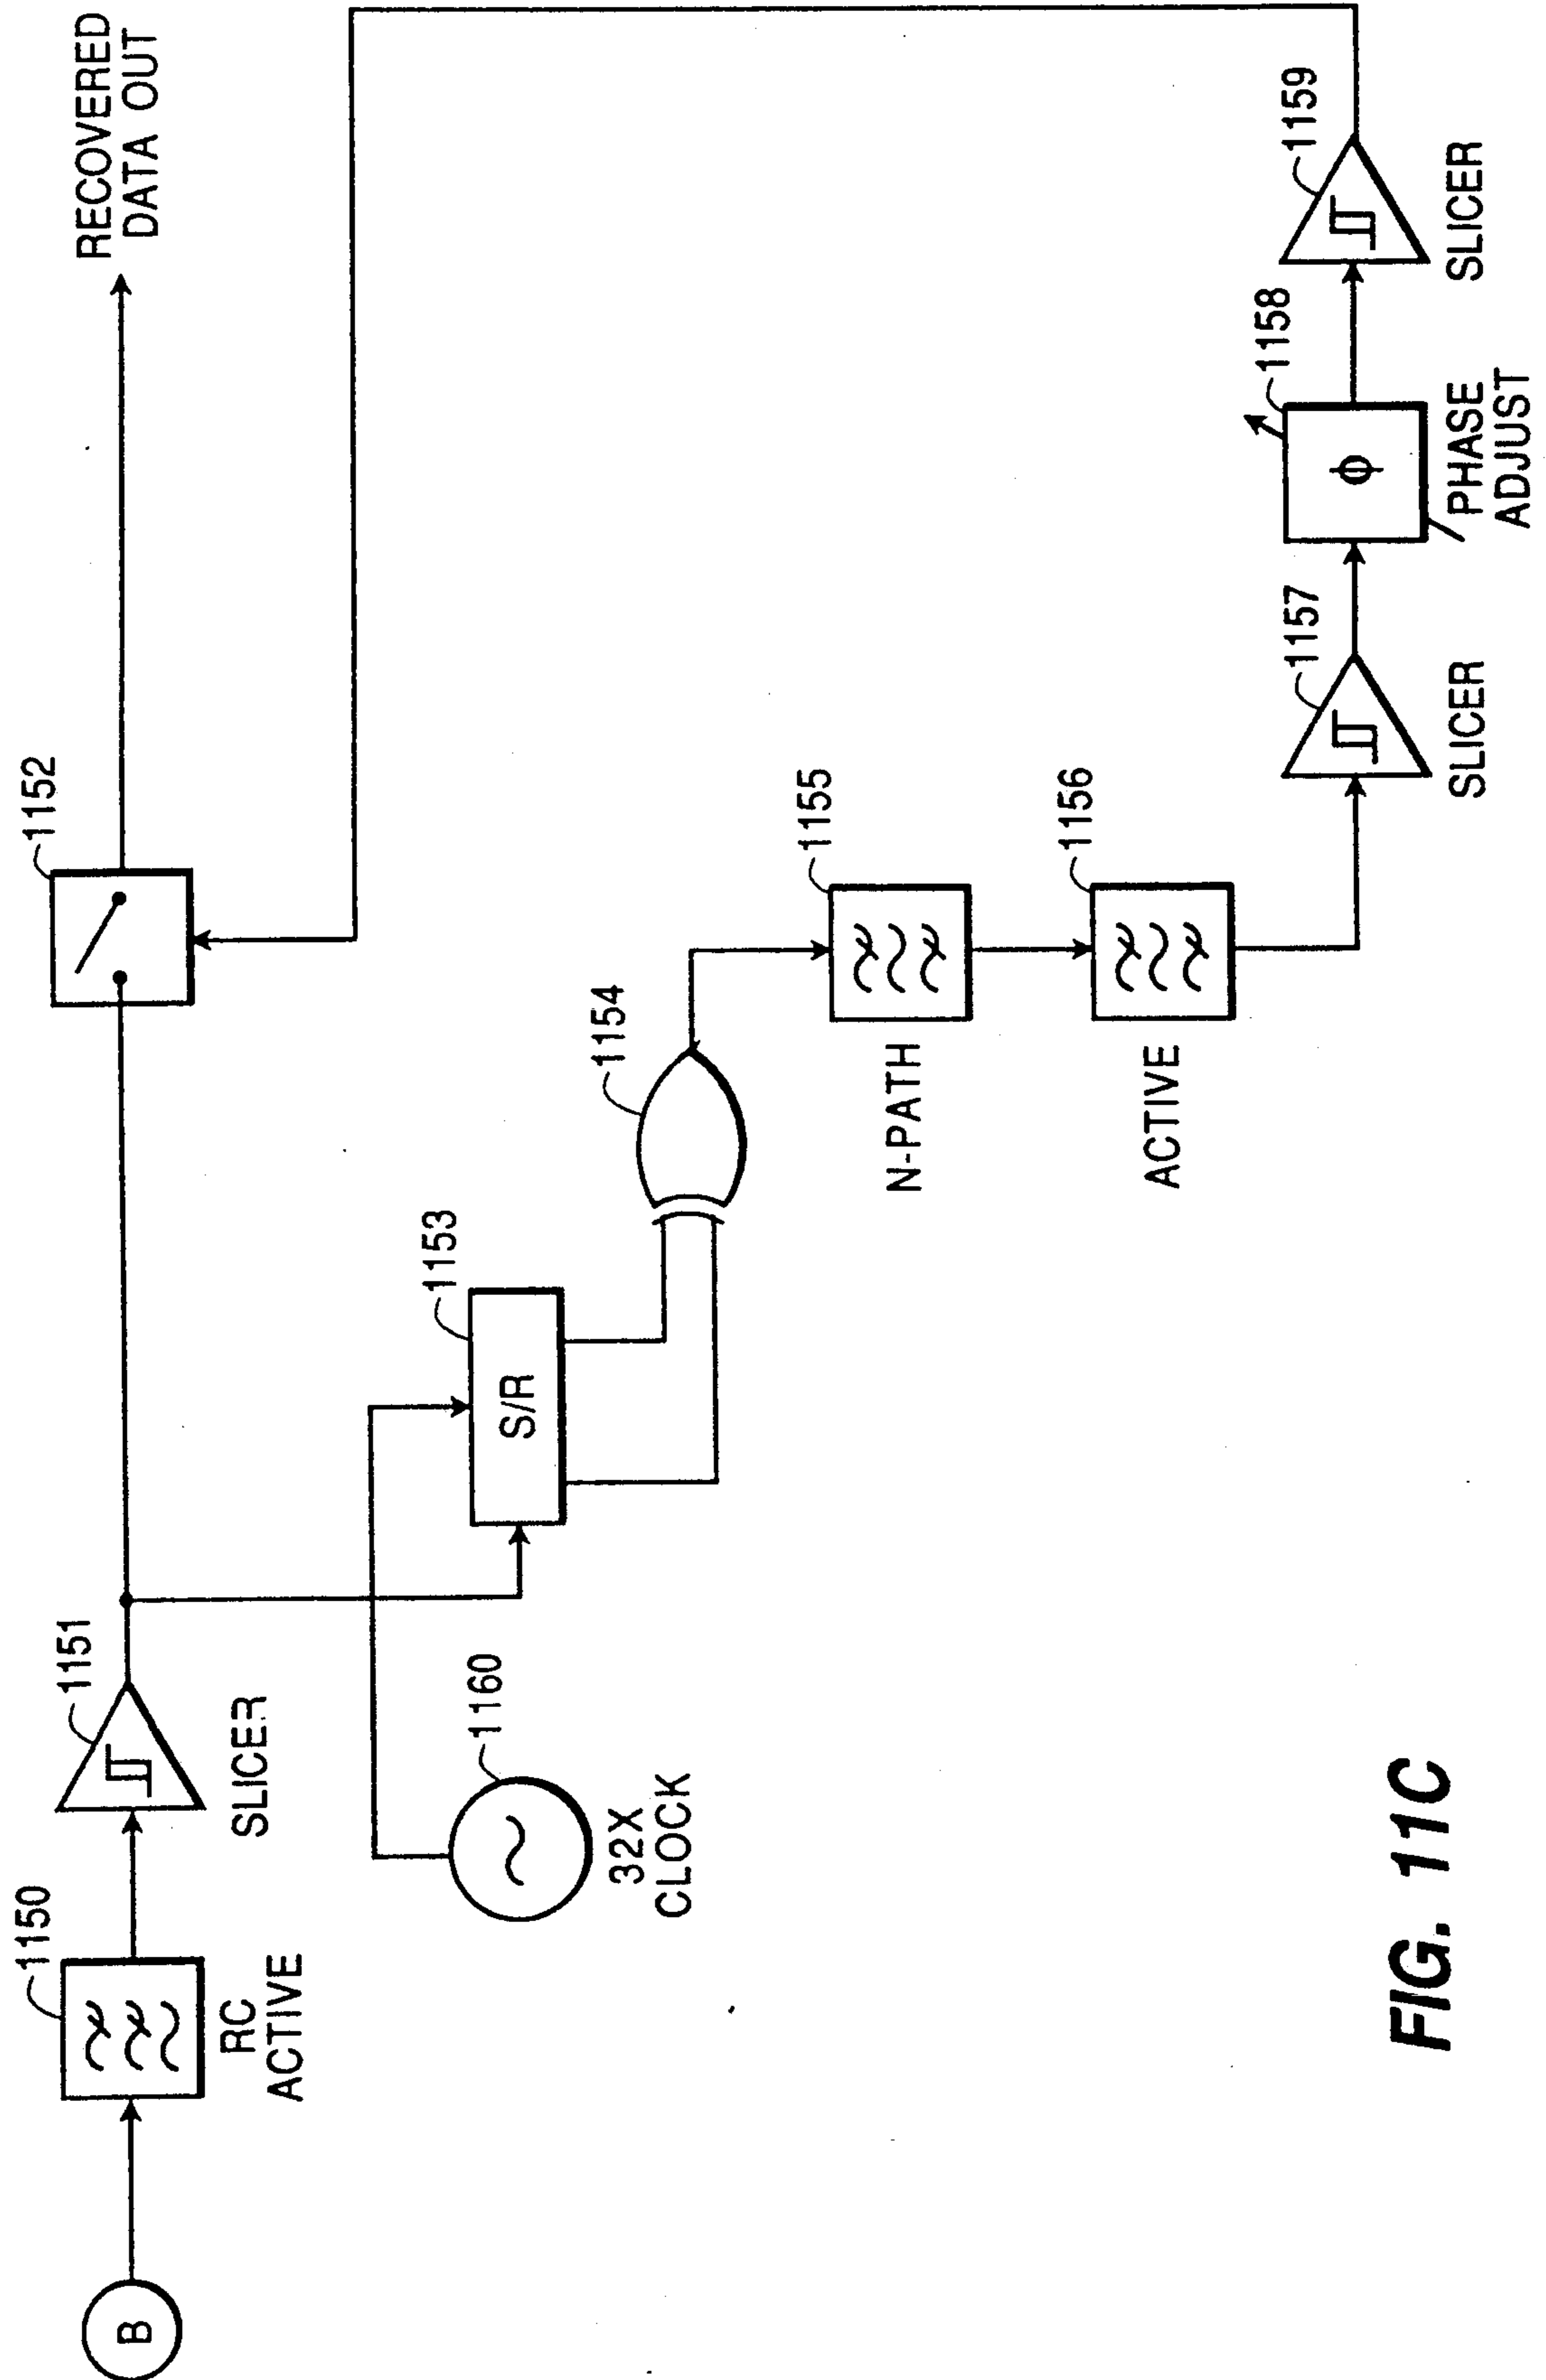 B
1150
RC
ACTIVE
1151
SLICER
1152
RECOVERED
DATA OUT
1160
32X
CLOCK
1153
S/R
1154
1155
N-PATH
1156
ACTIVE
1157
SLICER
1158
Φ
PHASE
ADJUST
1159
SLICER
FIG. 11C